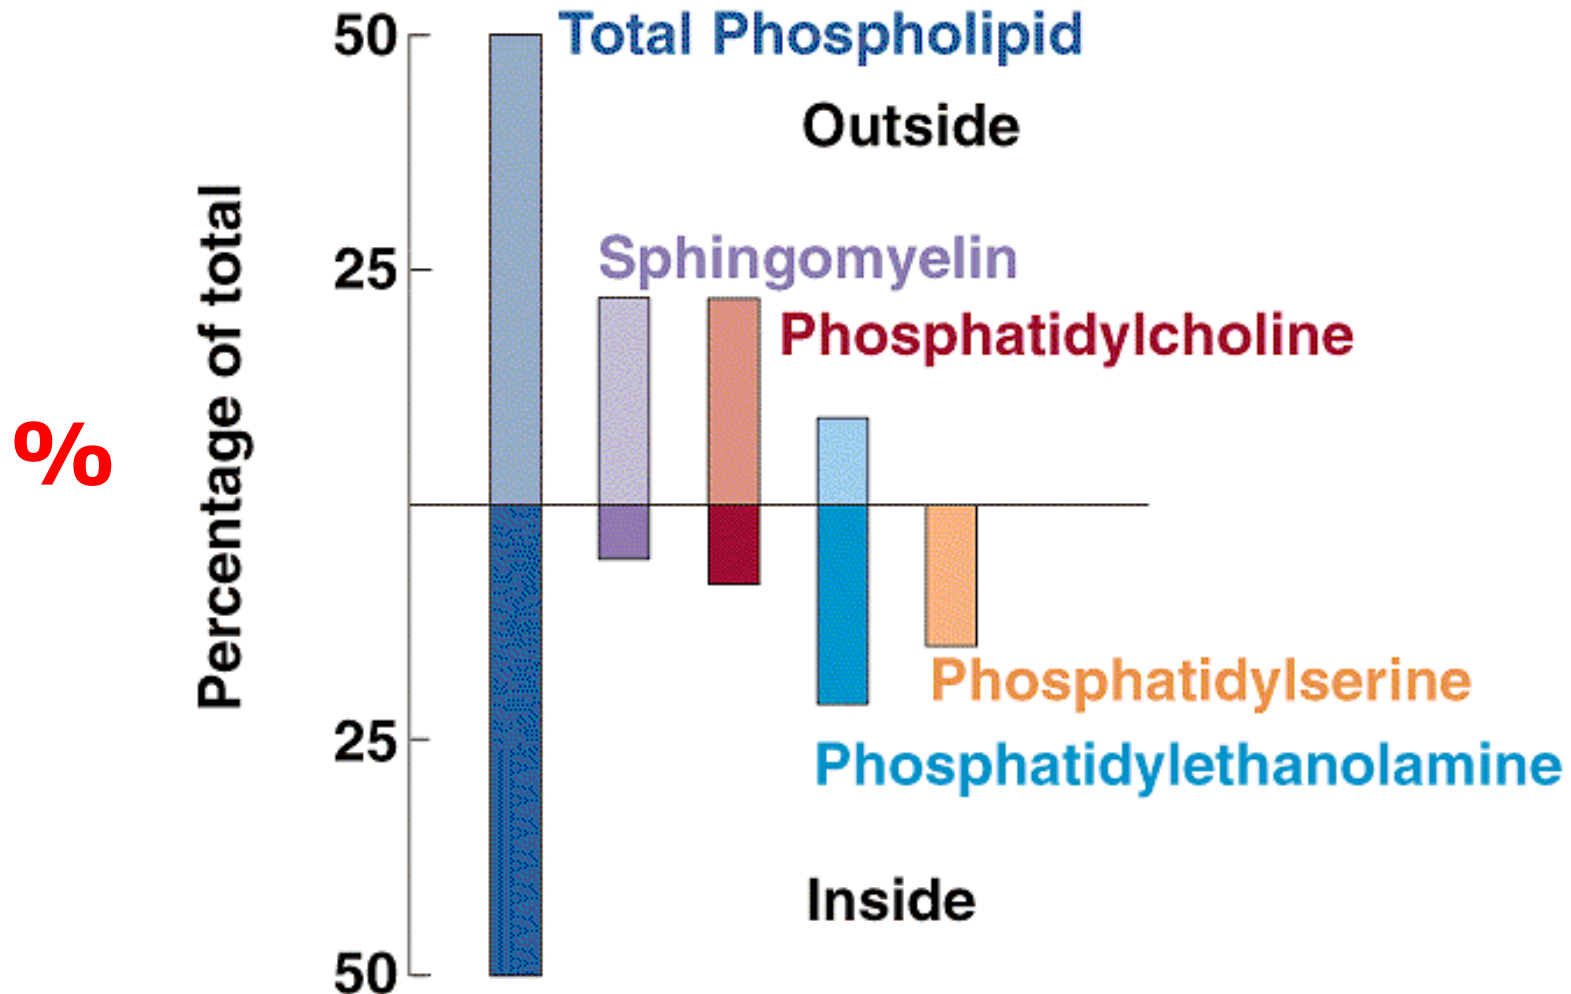 50
Total Phospholipid
Outside
Sphingomyelin
25
Phosphatidylcholine
%
Percentage of total
Phosphatidylserine
25
Phosphatidylethanolamine
Inside
50